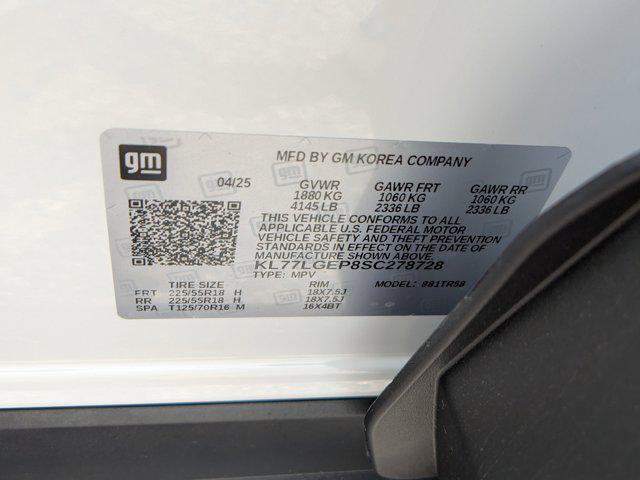 gm
MFD BY GM KOREA COMPANY
04/25 GVWR GAWR FRT GAWR RR
1880 KG 1060 KG 1060 KG
4145 LB 2336 LB 2336 LB
THIS VEHICLE CONFORMS TO ALL
APPLICABLE U.S. FEDERAL MOTOR
VEHICLE SAFETY AND THEFT PREVENTION
STANDARDS IN EFFECT ON THE DATE OF
MANUFACTURE SHOWN ABOVE.
KL77LGEP8SC278728
TYPE: MPV MODEL: 881TR58
TIRE SIZE RIM
FRT 225/55R18 H 18X7.5J
RR 225/55R18 H 18X7.5J
SPA T125/70R16 M 16X4BT